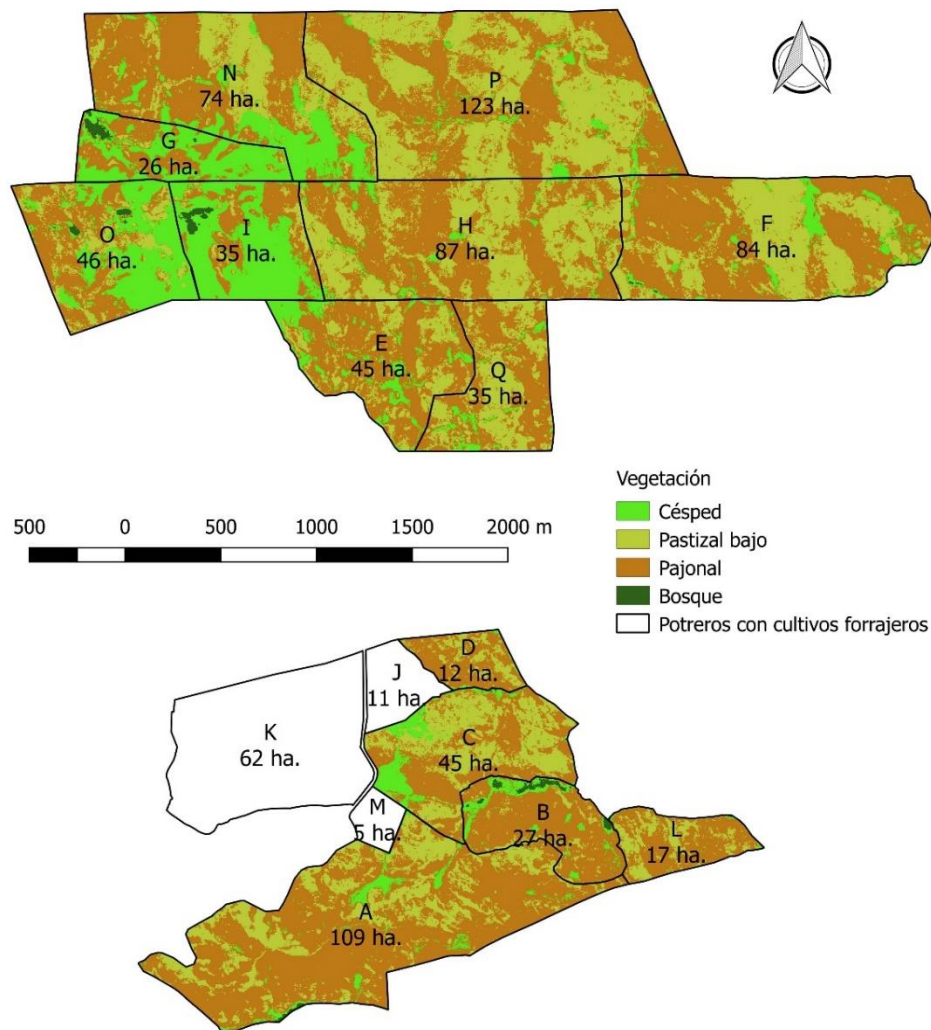 N
74 ha.
P
123 ha.
G
26 ha.
O
46 ha.
I
35 ha.
H
87 ha.
F
84 ha.
E
45 ha.
Q
35 ha.
500 0 500 1000 1500 2000 m
Vegetación
Césped
Pastizal bajo
Pajonal
Bosque
Potreros con cultivos forrajeros
D
12 ha.
J
11 ha.
K
62 ha.
C
45 ha.
M
5 ha.
B
27 ha.
L
17 ha.
A
109 ha.